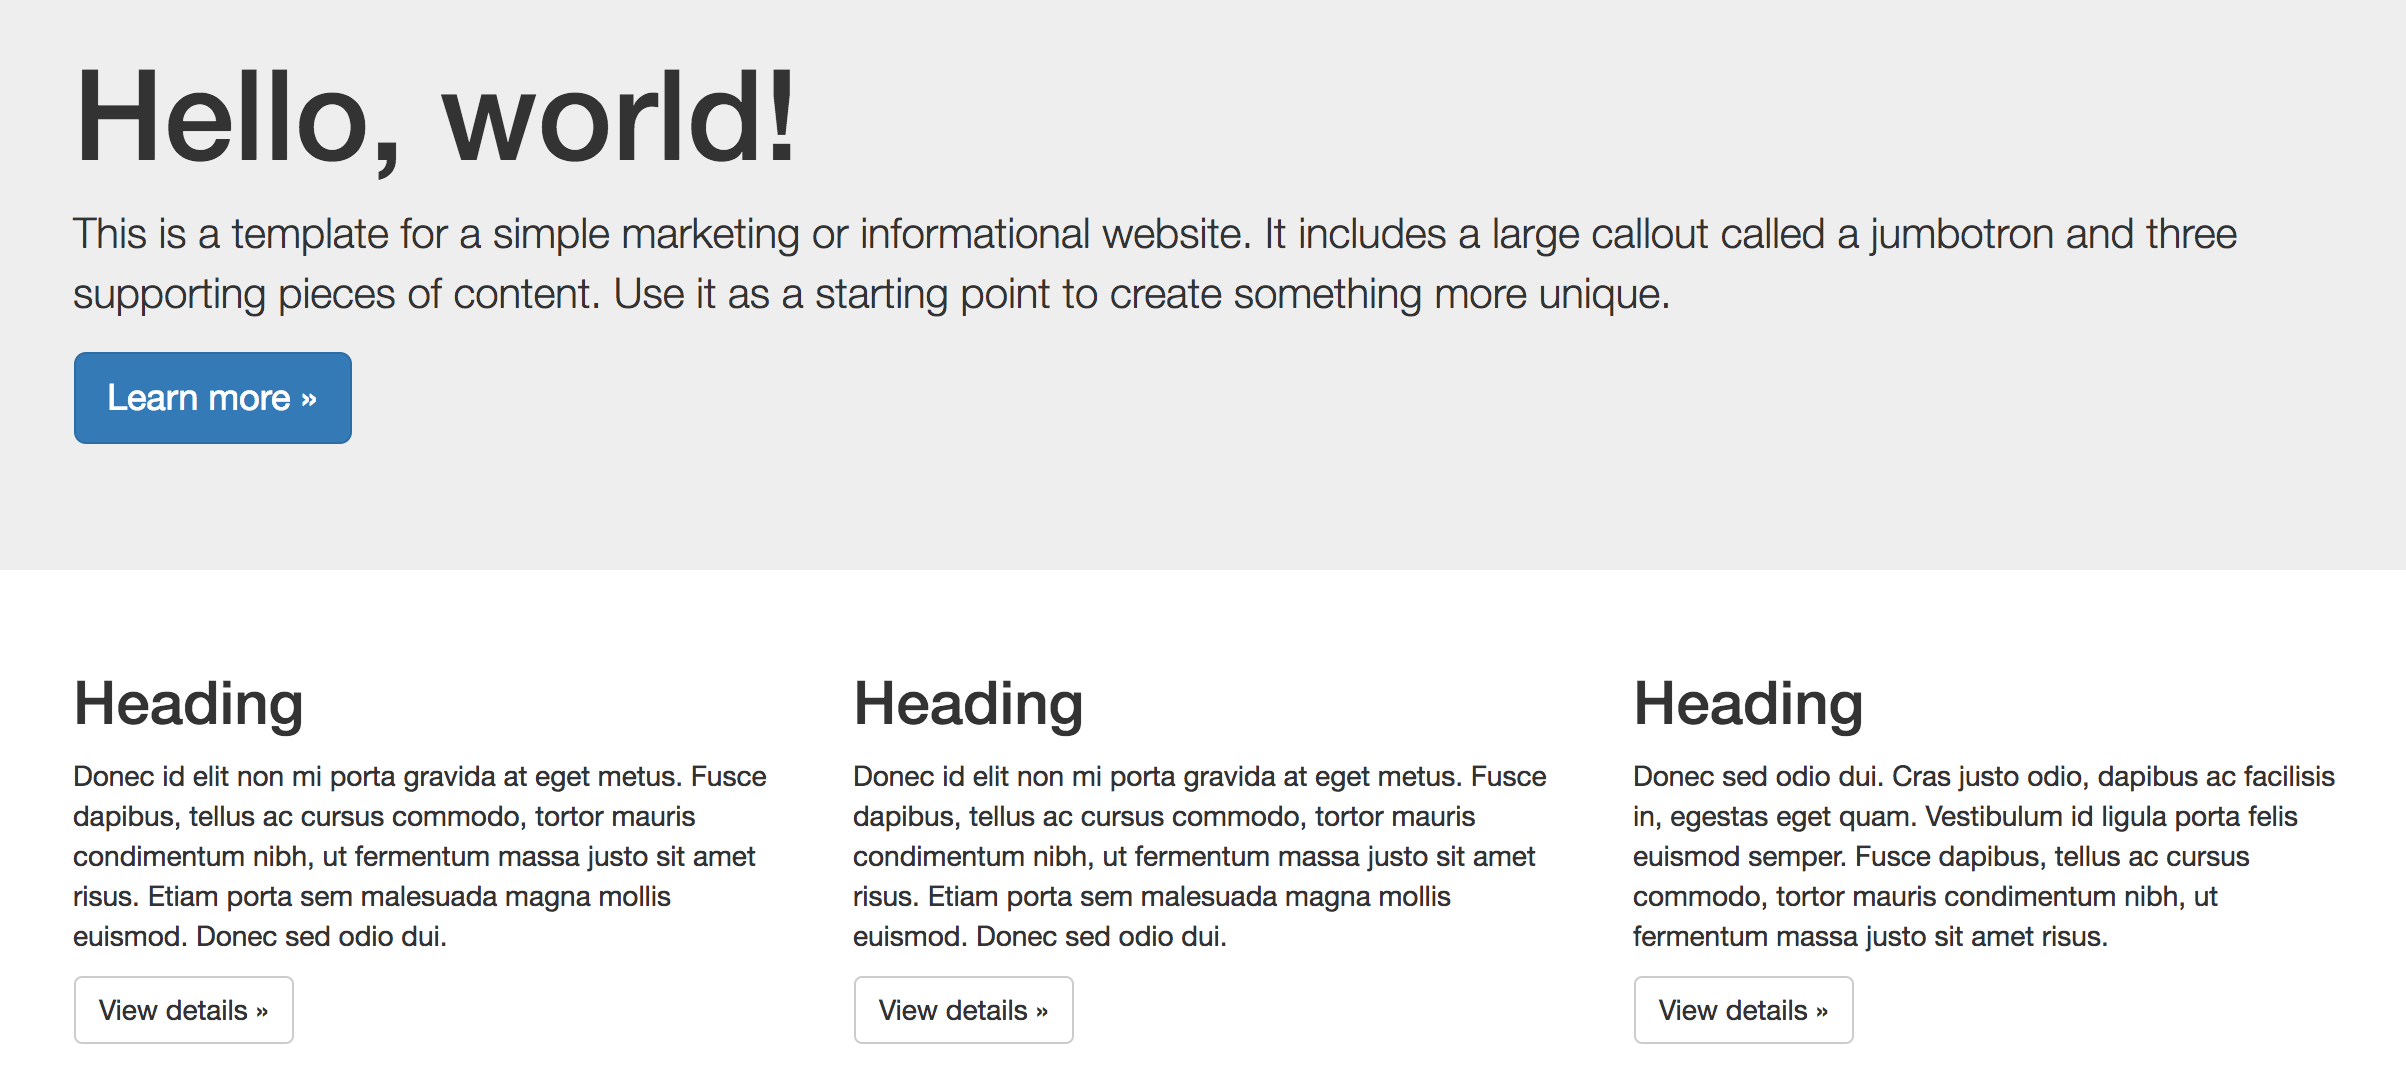 Hello, world!
This is a template for a simple marketing or informational website. It includes a large callout called a jumbotron and three
supporting pieces of content. Use it as a starting point to create something more unique.
Learn more »
Heading
Donec id elit non mi porta gravida at eget metus. Fusce
dapibus, tellus ac cursus commodo, tortor mauris
condimentum nibh, ut fermentum massa justo sit amet
risus. Etiam porta sem malesuada magna mollis
euismod. Donec sed odio dui.
View details »
Heading
Donec id elit non mi porta gravida at eget metus. Fusce
dapibus, tellus ac cursus commodo, tortor mauris
condimentum nibh, ut fermentum massa justo sit amet
risus. Etiam porta sem malesuada magna mollis
euismod. Donec sed odio dui.
View details »
Heading
Donec sed odio dui. Cras justo odio, dapibus ac facilisis
in, egestas eget quam. Vestibulum id ligula porta felis
euismod semper. Fusce dapibus, tellus ac cursus
commodo, tortor mauris condimentum nibh, ut
fermentum massa justo sit amet risus.
View details »